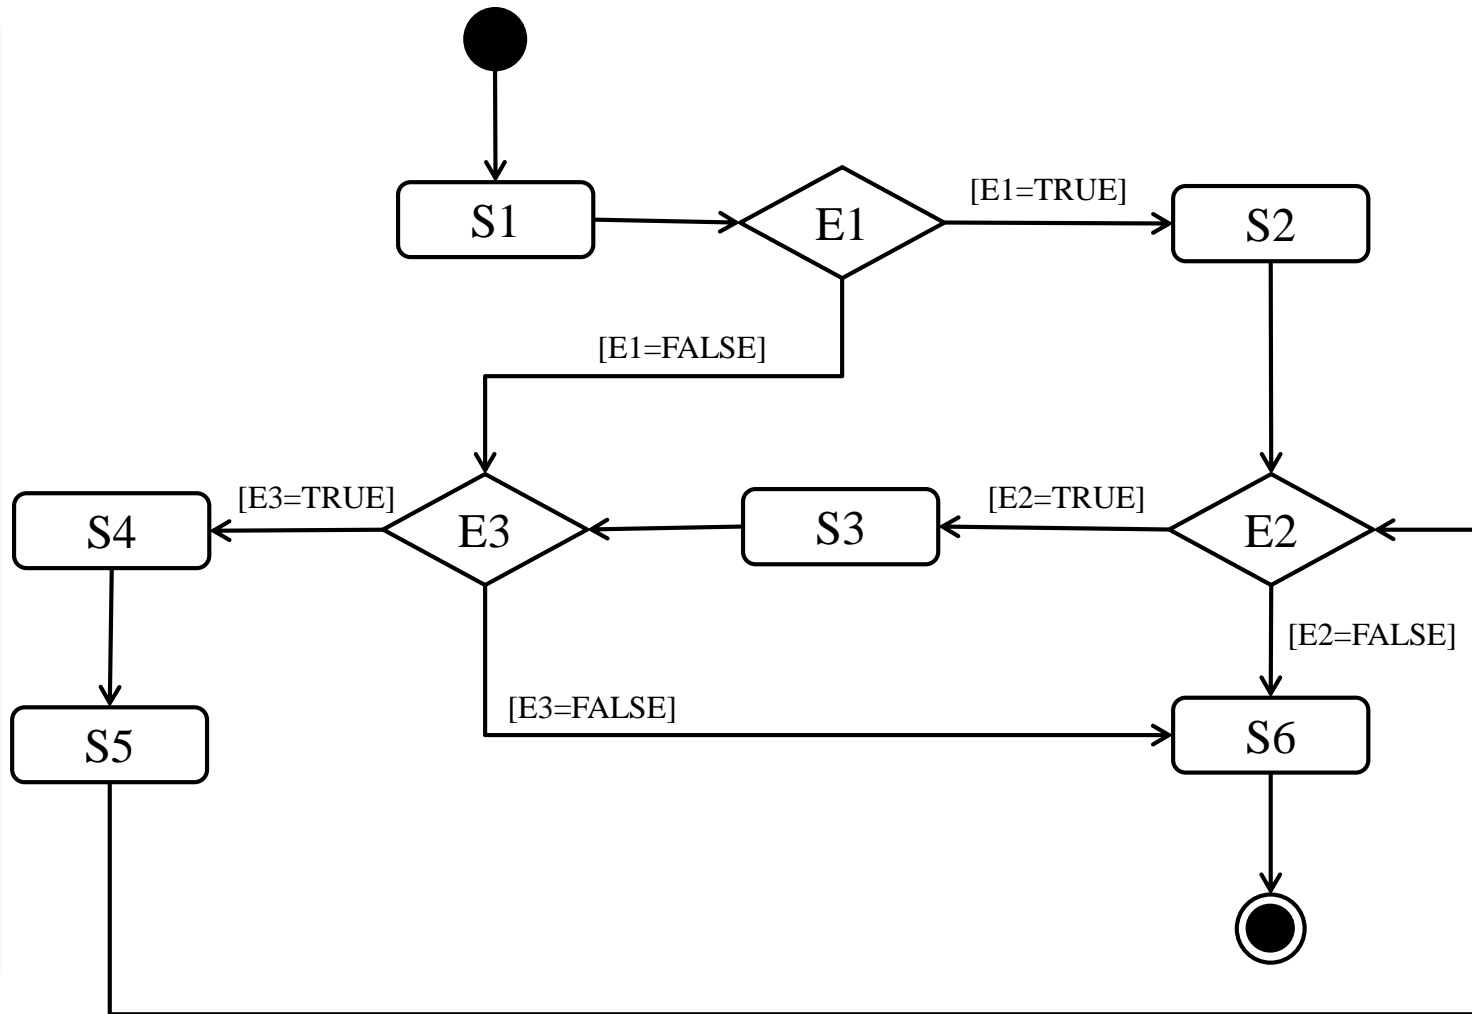 [E1=TRUE]
S1
E1
S2
[E1=FALSE]
[E3=TRUE]
[E2=TRUE]
S4
E3
S3
E2
[E2=FALSE]
[E3=FALSE]
S5
S6